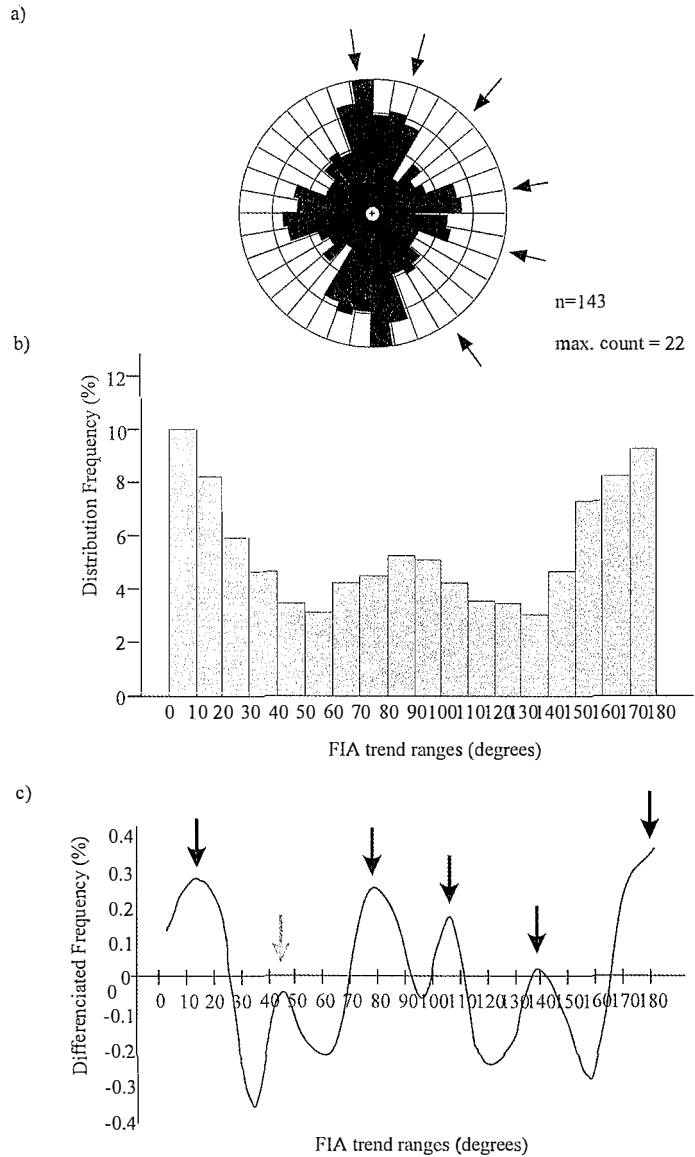 a)
n=143
max. count = 22
b)
Distribution Frequency (%)
12
10
8
6
4
2
0
0 10 20 30 40 50 60 70 80 90 100 110 120 130 140 150 160 170 180
FIA trend ranges (degrees)
c)
Differenciated Frequency (%)
0.4
0.3
0.2
0.1
0
0
-0.1
-0.2
-0.3
-0.4
0 10 20 30 40 50 60 70 80 90 100 110 120 130 140 150 160 170 180
FIA trend ranges (degrees)